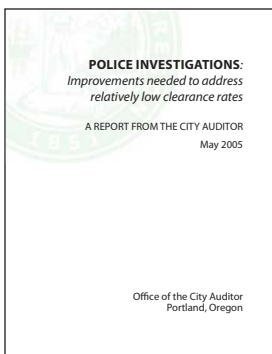 1851
POLICE INVESTIGATIONS:
Improvements needed to address
relatively low clearance rates
A REPORT FROM THE CITY AUDITOR
May 2005
Office of the City Auditor
Portland, Oregon